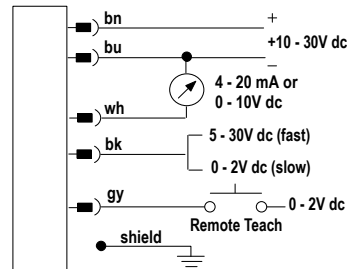 bn
+
+10 - 30V dc
bu
–
4 - 20 mA or
0 - 10V dc
wh
5 - 30V dc (fast)
bk
0 - 2V dc (slow)
gy
0 - 2V dc
Remote Teach
shield